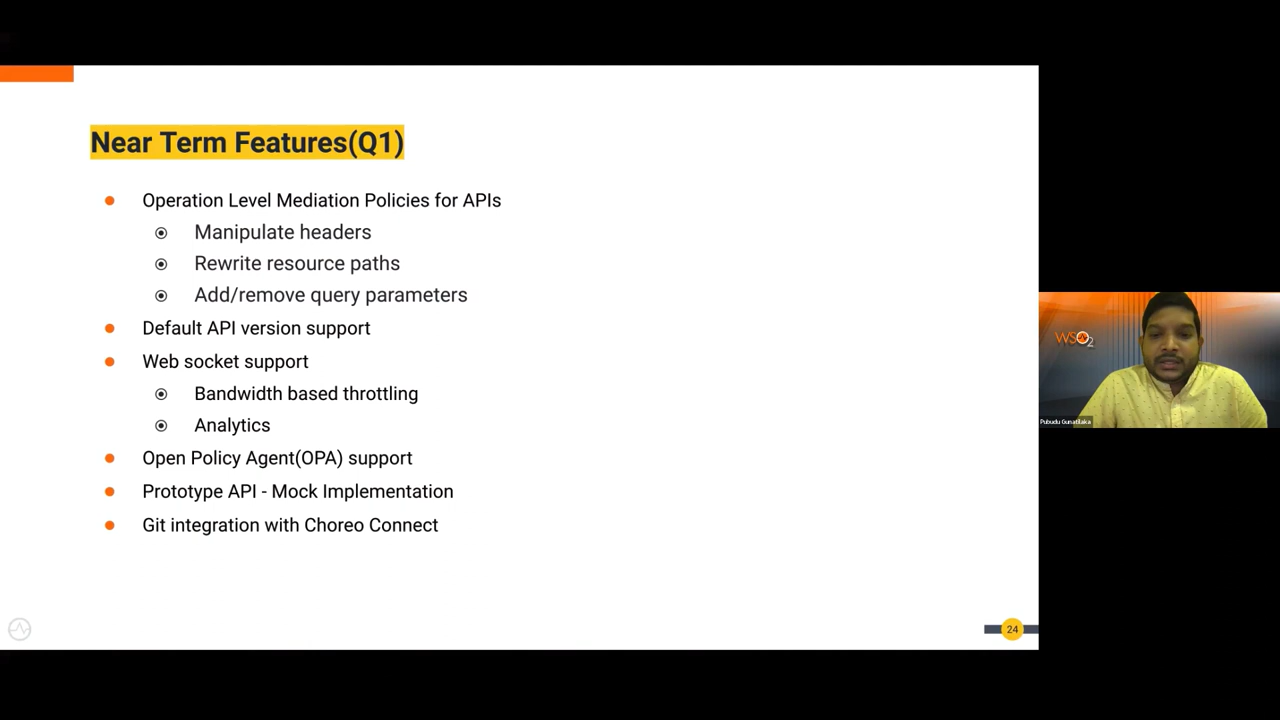 Near Term Features(Q1)
Operation Level Mediation Policies for APIs
Manipulate headers
Rewrite resource paths
Add/remove query parameters
Default API version support
Web socket support
Bandwidth based throttling
Analytics
Open Policy Agent(OPA) support
Prototype API - Mock Implementation
Git integration with Choreo Connect
24
WSO2
Pubudu Gunatilaka